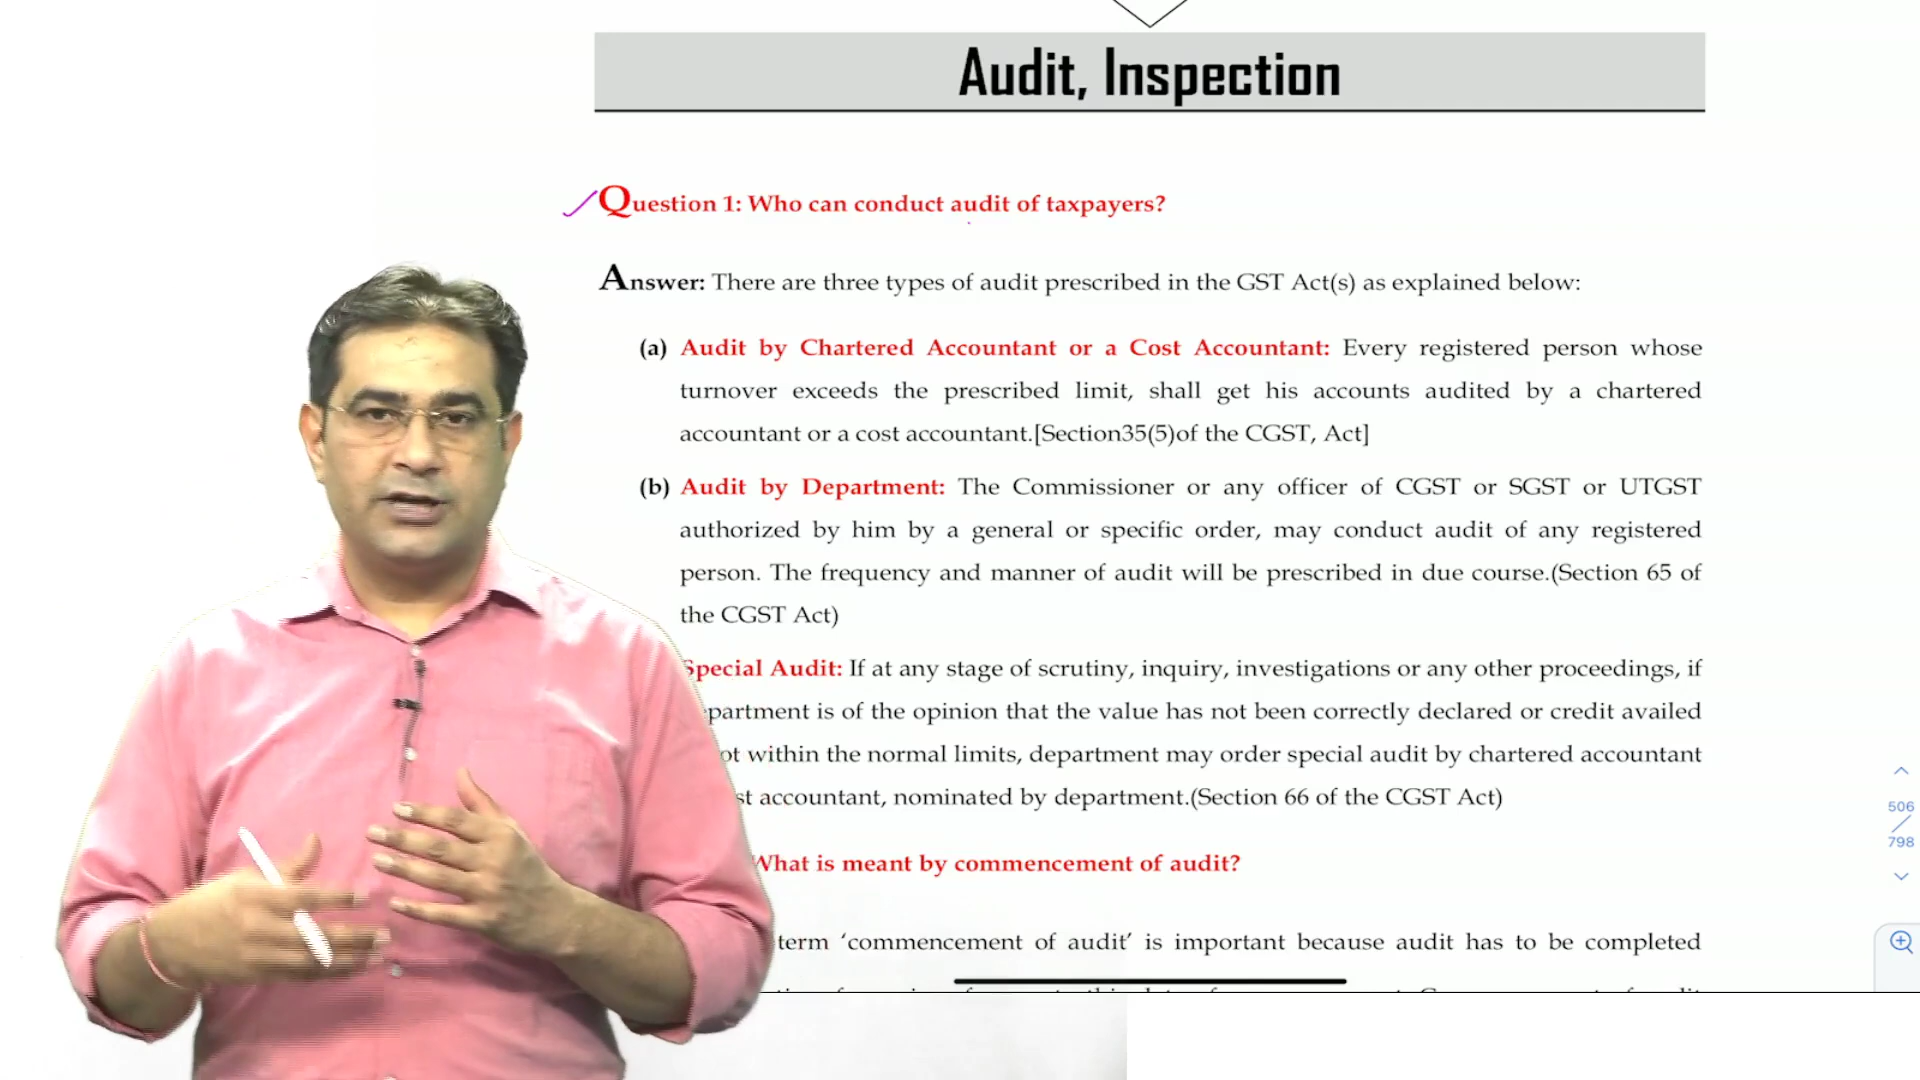 Audit, Inspection
Question 1: Who can conduct audit of taxpayers?
Answer: There are three types of audit prescribed in the GST Act(s) as explained below:
(a) Audit by Chartered Accountant or a Cost Accountant: Every registered person whose
turnover exceeds the prescribed limit, shall get his accounts audited by a chartered
accountant or a cost accountant.[Section35(5)of the CGST, Act]
(b) Audit by Department: The Commissioner or any officer of CGST or SGST or UTGST
authorized by him by a general or specific order, may conduct audit of any registered
person. The frequency and manner of audit will be prescribed in due course.(Section 65 of
the CGST Act)
Special Audit: If at any stage of scrutiny, inquiry, investigations or any other proceedings, if
partment is of the opinion that the value has not been correctly declared or credit availed
ot within the normal limits, department may order special audit by chartered accountant
st accountant, nominated by department.(Section 66 of the CGST Act)
What is meant by commencement of audit?
term ‘commencement of audit’ is important because audit has to be completed
506
798